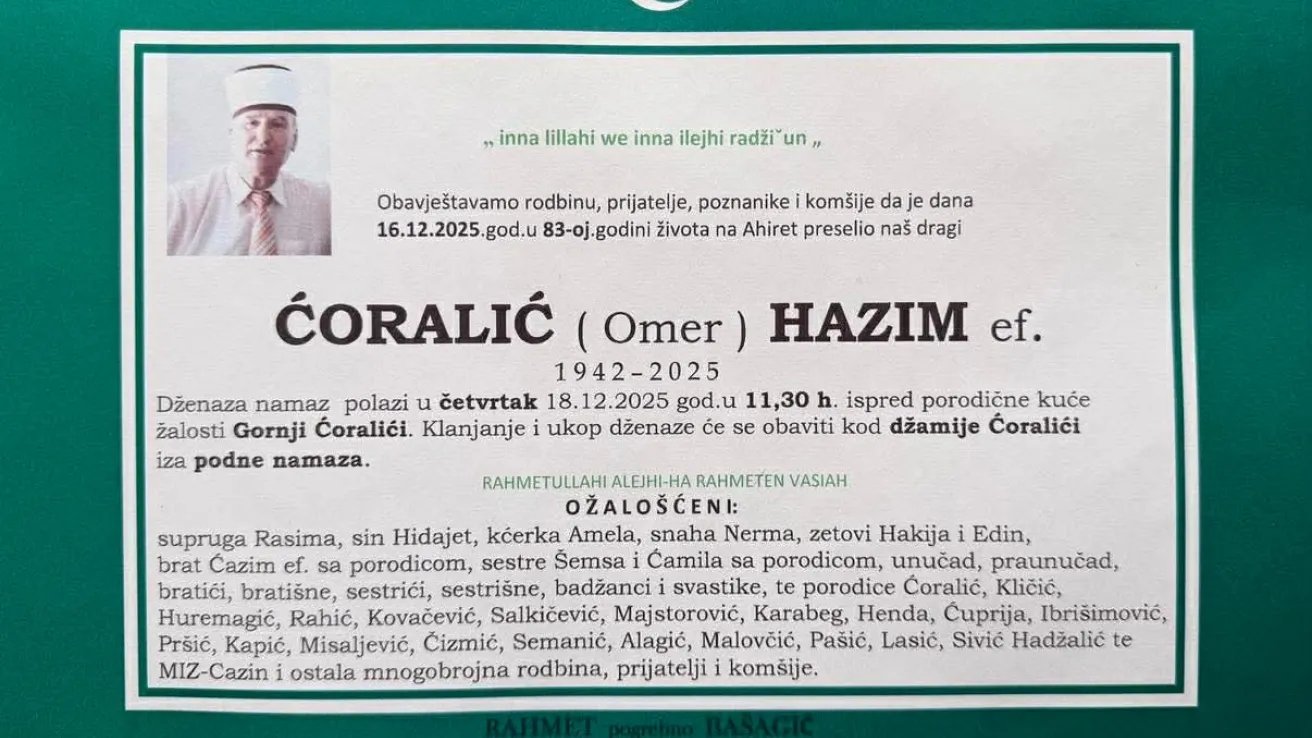 „ inna lillahi we inna ilejhi radži˘un „
Obavještavamo rodbinu, prijatelje, poznanike i komšije da je dana
16.12.2025.god.u 83-oj.godini života na Ahiret preselio naš dragi
ĆORALIĆ ( Omer ) HAZIM ef.
1942–2025
Dženaza namaz polazi u četvrtak 18.12.2025 god.u 11,30 h. ispred porodične kuće
žalosti Gornji Ćoralići. Klanjanje i ukop dženaze će se obaviti kod džamije Ćoralići
iza podne namaza.
RAHMETULLAHI ALEJHI-HA RAHMETEN VASIAH
OŽALOŠĆENI:
supruga Rasima, sin Hidajet, kćerka Amela, snaha Nerma, zetovi Hakija i Edin,
brat Ćazim ef. sa porodicom, sestre Šemsa i Ćamila sa porodicom, unučad, praunučad,
bratići, bratišne, sestrići, sestrišne, badžanci i svastike, te porodice Ćoralić, Kličić,
Huremagić, Rahić, Kovačević, Salkičević, Majstorović, Karabeg, Henda, Ćuprija, Ibrišimović,
Pršić, Kapić, Misaljević, Čizmić, Semanić, Alagić, Malovčić, Pašić, Lasić, Sivić Hadžalić te
MIZ-Cazin i ostala mnogobrojna rodbina, prijatelji i komšije.
RAHMET pogrebno BAŠAGIĆ